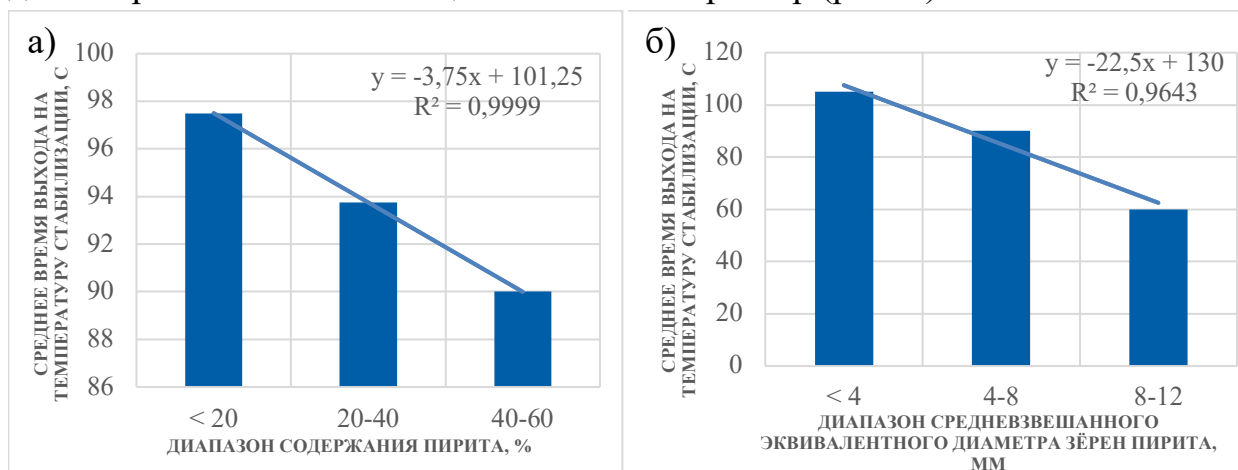 а)
100
98
96
94
92
90
88
86
y = -3,75x + 101,25
R² = 0,9999
СРЕДНЕЕ ВРЕМЯ ВЫХОДА НА
ТЕМПЕРАТУРУ СТАБИЛИЗАЦИИ, С
< 20
20-40
40-60
ДИАПАЗОН СОДЕРЖАНИЯ ПИРИТА, %
б)
120
100
80
60
40
20
0
y = -22,5x + 130
R² = 0,9643
СРЕДНЕЕ ВРЕМЯ ВЫХОДА НА
ТЕМПЕРАТУРУ СТАБИЛИЗАЦИИ, С
< 4
4-8
8-12
ДИАПАЗОН СРЕДНЕВЗВЕШАННОГО
ЭКВИВАЛЕНТНОГО ДИАМЕТРА ЗЁРЕН ПИРИТА,
ММ